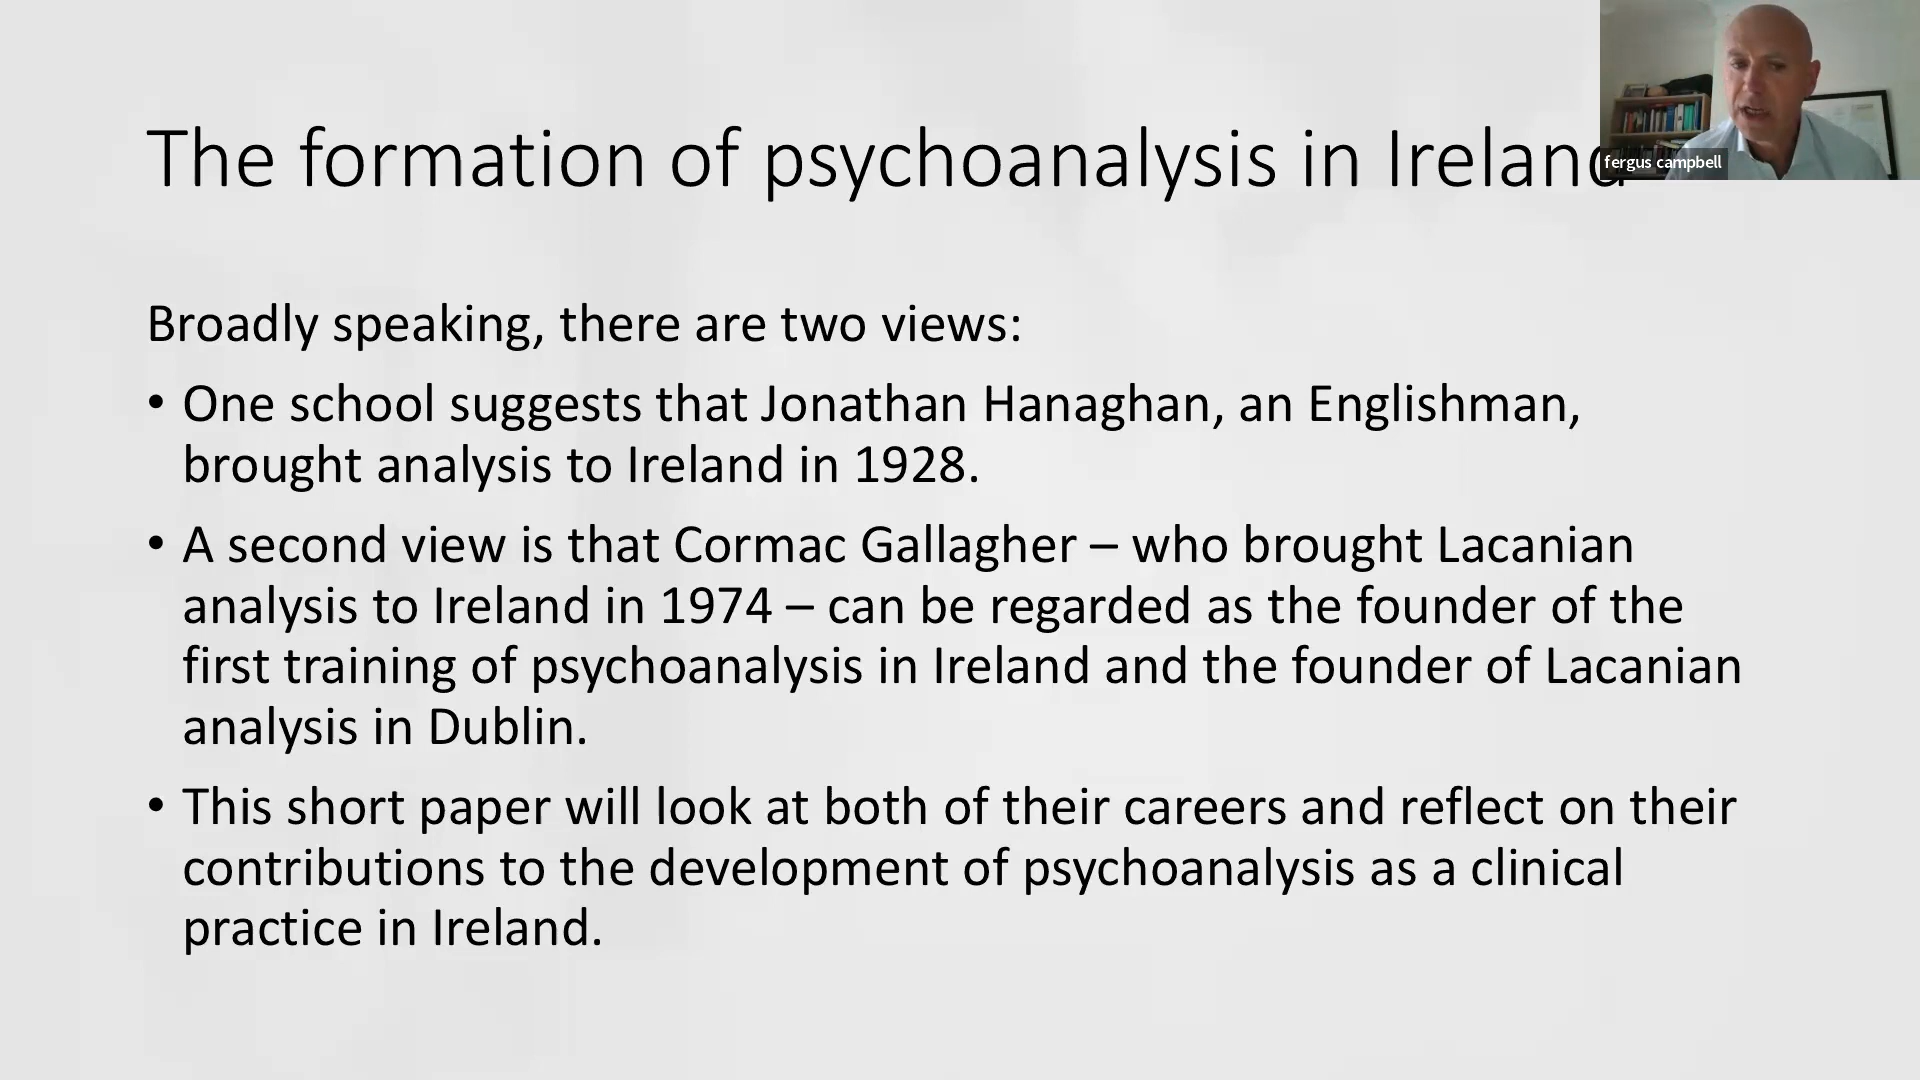 The formation of psychoanalysis in Ireland
fergus campbell
Broadly speaking, there are two views:
• One school suggests that Jonathan Hanaghan, an Englishman,
brought analysis to Ireland in 1928.
• A second view is that Cormac Gallagher – who brought Lacanian
analysis to Ireland in 1974 – can be regarded as the founder of the
first training of psychoanalysis in Ireland and the founder of Lacanian
analysis in Dublin.
• This short paper will look at both of their careers and reflect on their
contributions to the development of psychoanalysis as a clinical
practice in Ireland.